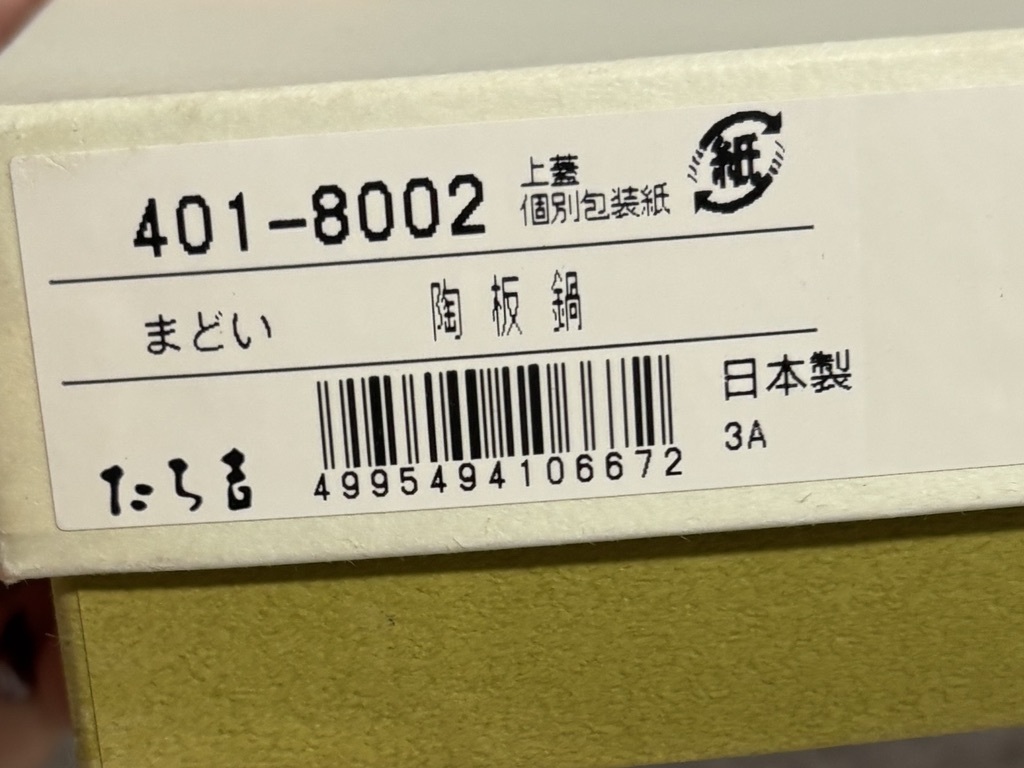 401-8002
上蓋
個別包装紙
紙
まどい 陶板鍋
4995494106672
日本製
3A
たち吉